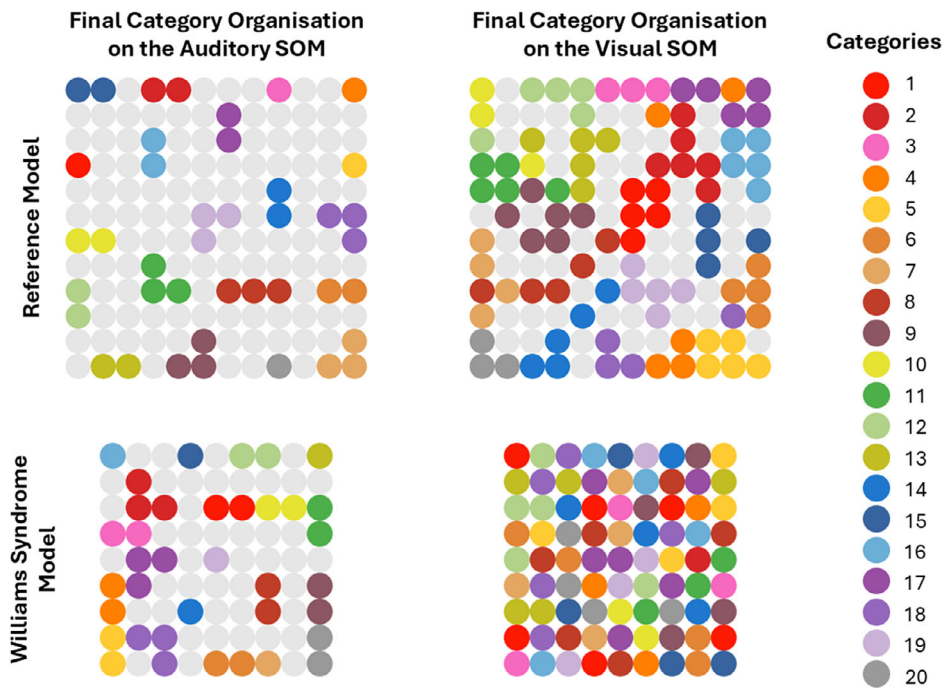 Final Category Organisation
on the Auditory SOM
Final Category Organisation
on the Visual SOM
Categories
Reference Model
Williams Syndrome
Model
1
2
3
4
5
6
7
8
9
10
11
12
13
14
15
16
17
18
19
20